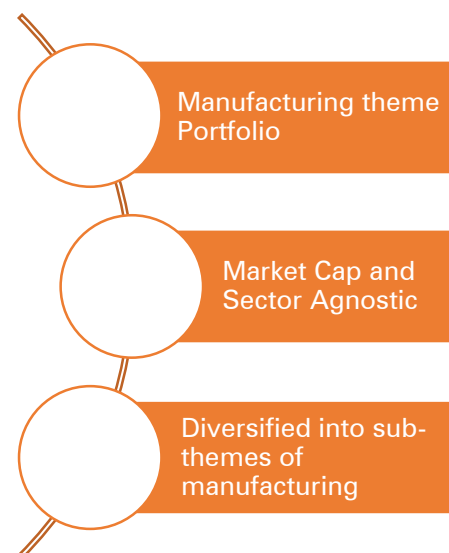 Manufacturing theme
Portfolio
Market Cap and
Sector Agnostic
Diversified into sub-
themes of
manufacturing